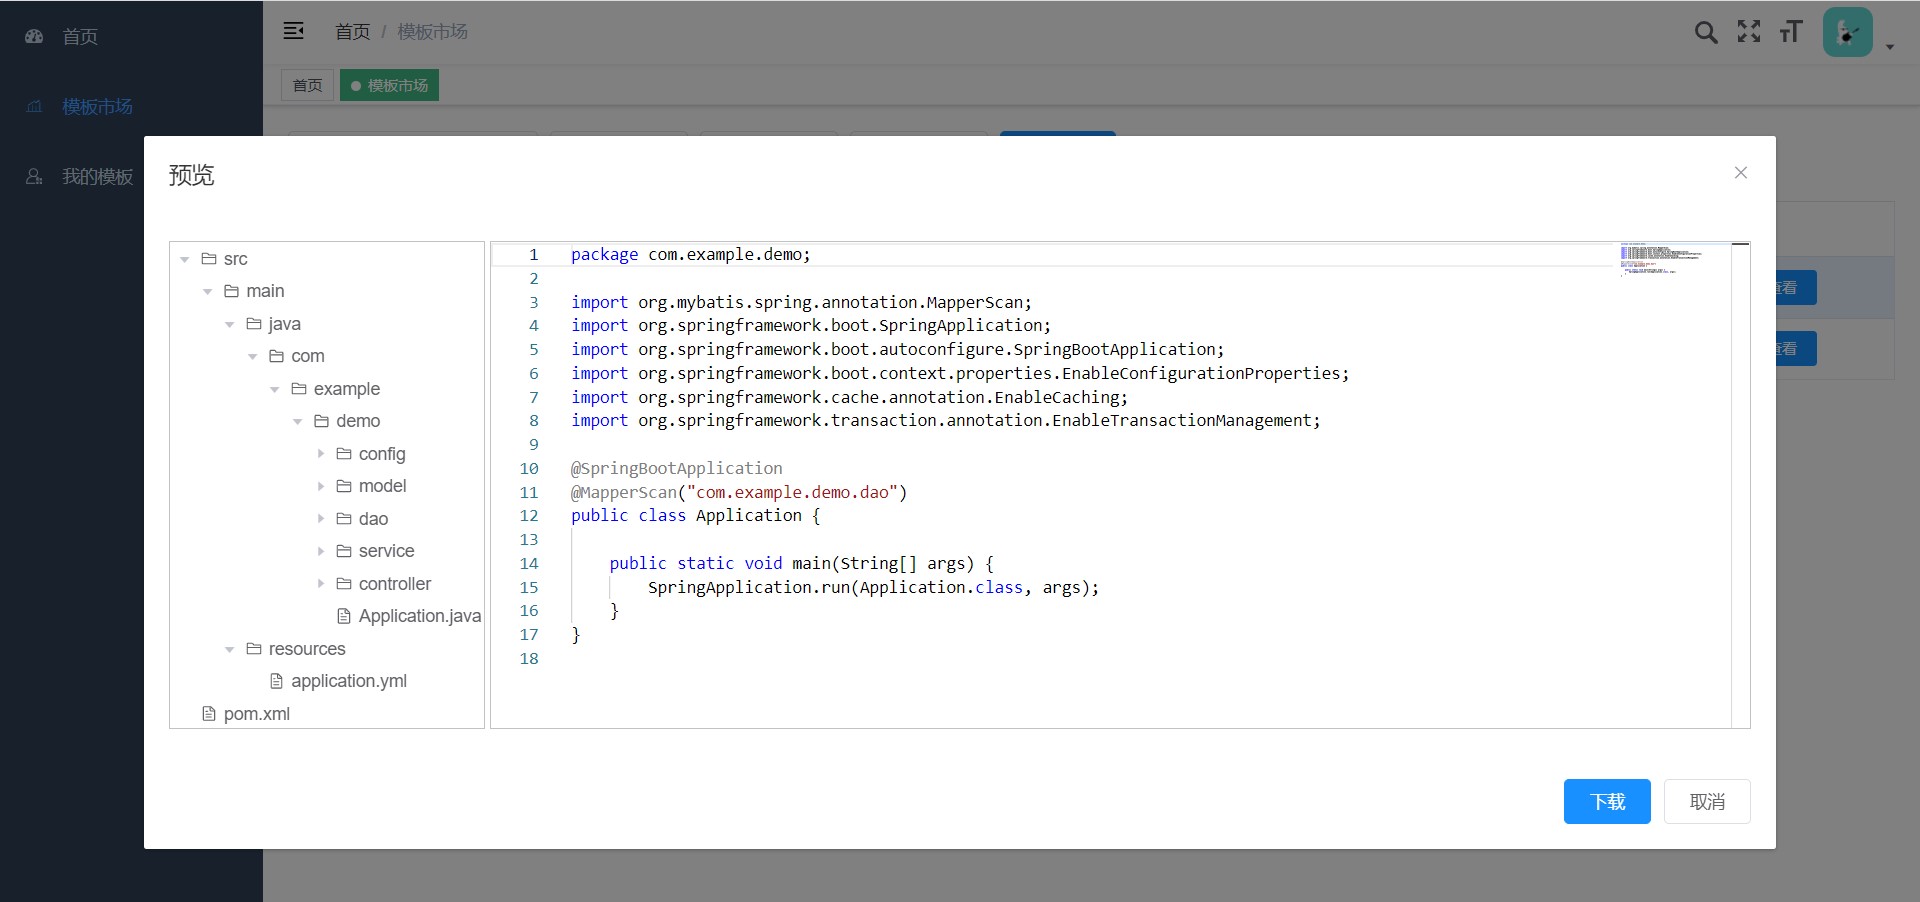 首页
模板市场
我的模板
首页 / 模板市场
首页
模板市场
预览
src
main
java
com
example
demo
config
model
dao
service
controller
Application.java
resources
application.yml
pom.xml
1 package com.example.demo;
2
3 import org.mybatis.spring.annotation.MapperScan;
4 import org.springframework.boot.SpringApplication;
5 import org.springframework.boot.autoconfigure.SpringBootApplication;
6 import org.springframework.boot.context.properties.EnableConfigurationProperties;
7 import org.springframework.cache.annotation.EnableCaching;
8 import org.springframework.transaction.annotation.EnableTransactionManagement;
9
10 @SpringBootApplication
11 @MapperScan("com.example.demo.dao")
12 public class Application {
13
14 public static void main(String[] args) {
15 SpringApplication.run(Application.class, args);
16 }
17 }
18
查看
查看
下载
取消